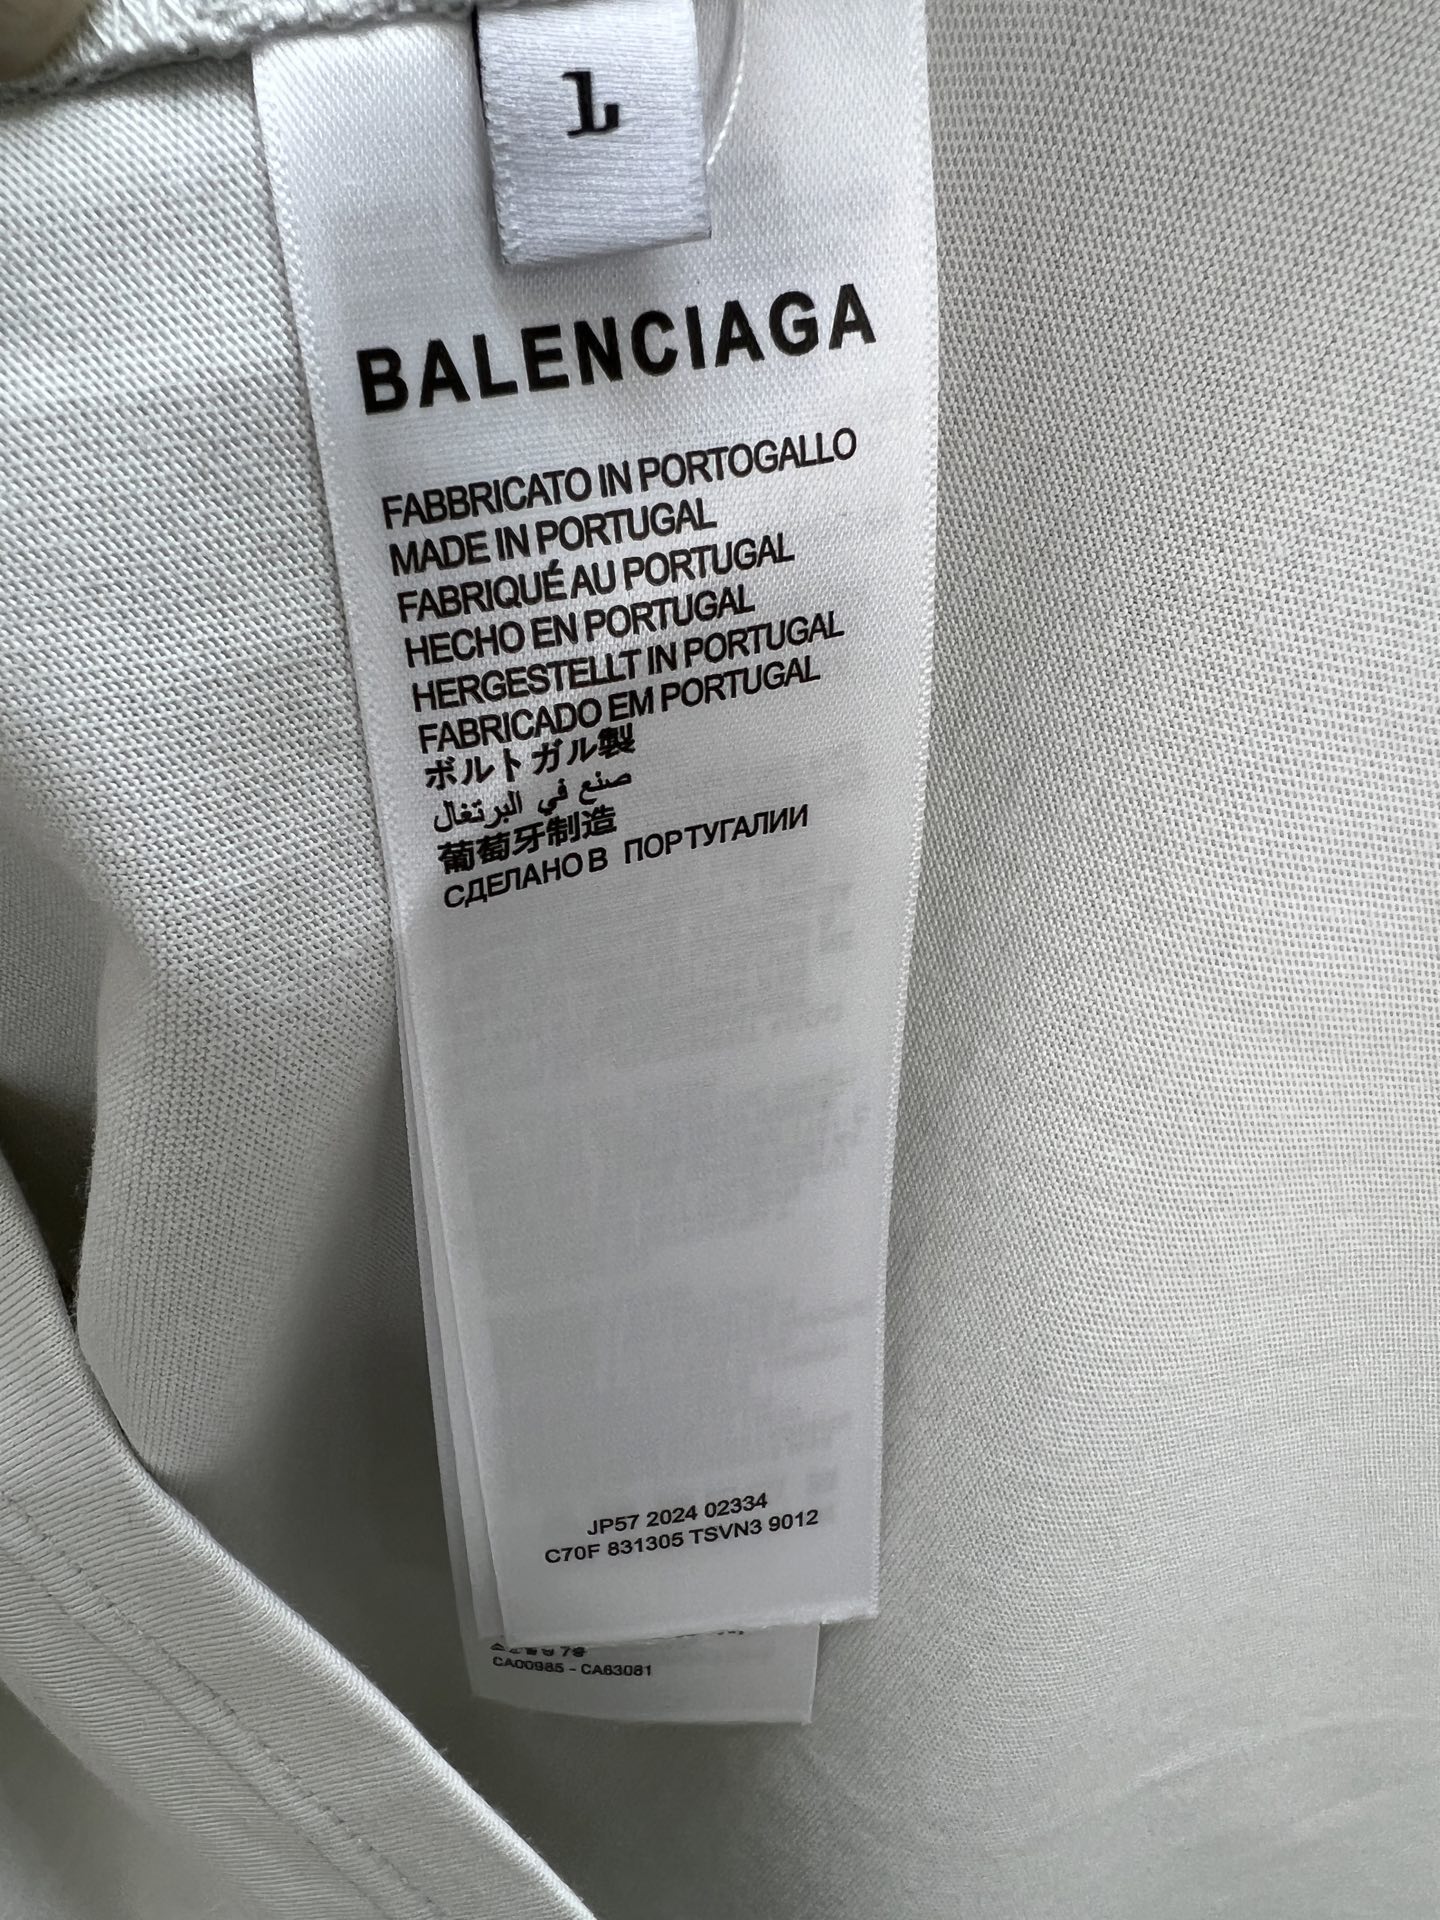 L
BALENCIAGA
FABBRICATO IN PORTOGALLO
MADE IN PORTUGAL
FABRIQUÉ AU PORTUGAL
HECHO EN PORTUGAL
HERGESTELLT IN PORTUGAL
FABRICADO EM PORTUGAL
ボルトガル製
صنع في البرتغال
葡萄牙制造
СДЕЛАНО В ПОРТУГАЛИИ
JP57 2024 02334
C70F 831305 TSVN3 9012
CA00985 - CA63081